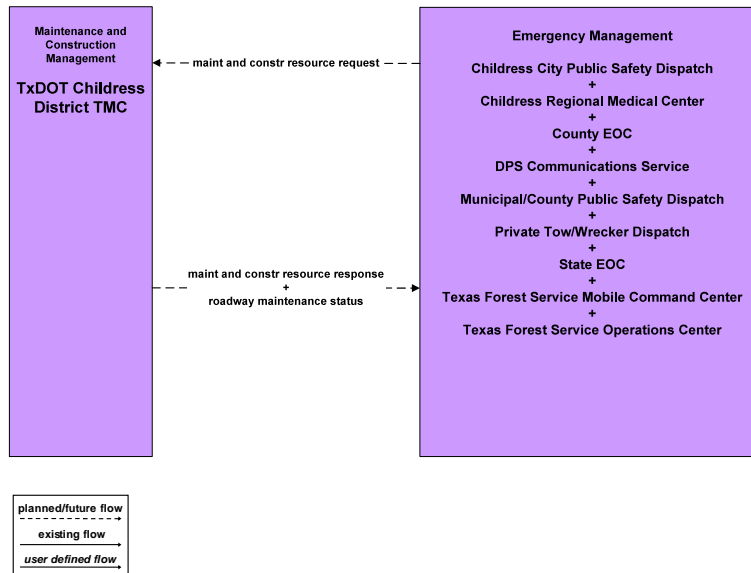 Maintenance and
Construction
Management
TxDOT Childress
District TMC
maint and constr resource request
maint and constr resource response
+
roadway maintenance status
Emergency Management
Childress City Public Safety Dispatch
+
Childress Regional Medical Center
+
County EOC
+
DPS Communications Service
+
Municipal/County Public Safety Dispatch
+
Private Tow/Wrecker Dispatch
+
State EOC
+
Texas Forest Service Mobile Command Center
+
Texas Forest Service Operations Center
planned/future flow
existing flow
user defined flow